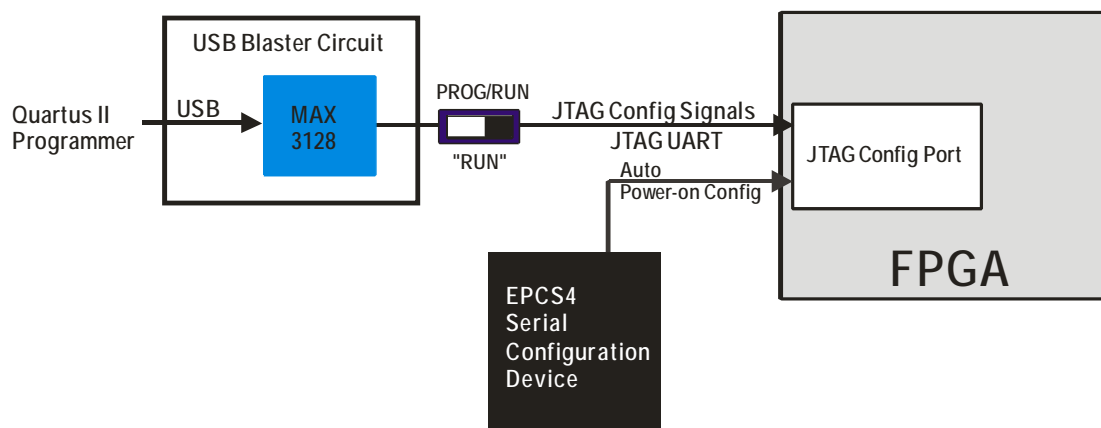 USB Blaster Circuit
Quartus II
Programmer
USB
MAX
3128
PROG/RUN
"RUN"
JTAG Config Signals
JTAG UART
Auto
Power-on Config
JTAG Config Port
FPGA
EPCS4
Serial
Configuration
Device